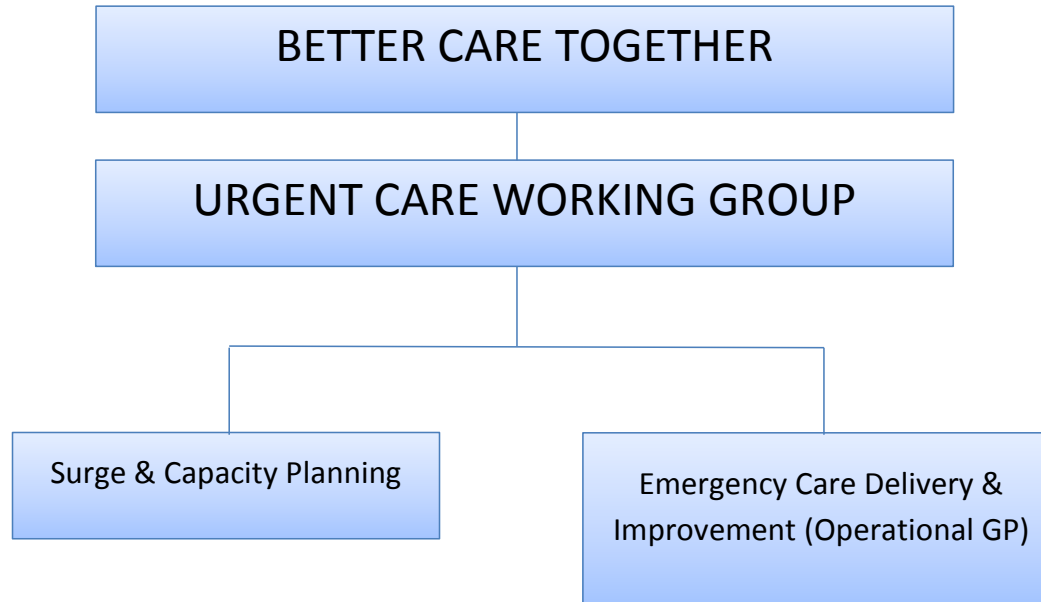 BETTER CARE TOGETHER
URGENT CARE WORKING GROUP
Surge & Capacity Planning
Emergency Care Delivery &
Improvement (Operational GP)